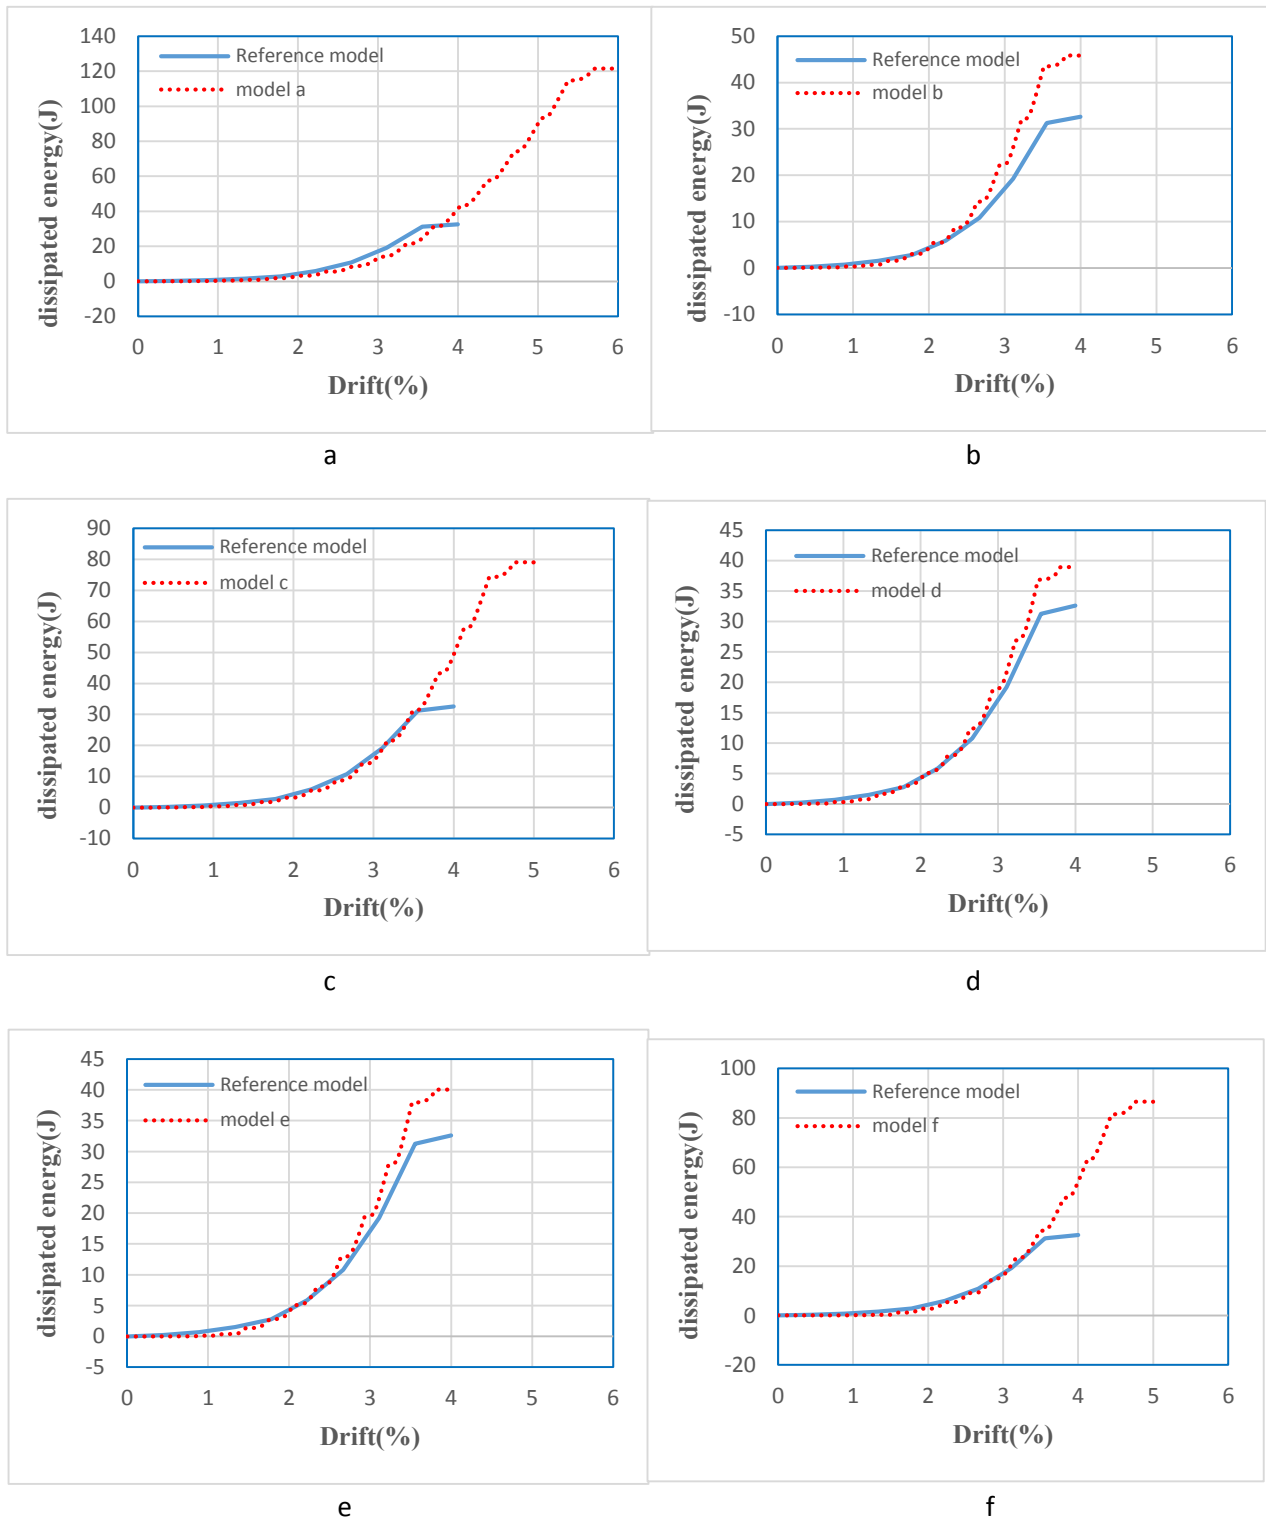 140
120
100
80
60
40
20
0
-20
dissipated energy(J)
Reference model
model a
0 1 2 3 4 5 6
Drift(%)
a
50
40
30
20
10
0
-10
dissipated energy(J)
Reference model
model b
0 1 2 3 4 5 6
Drift(%)
b
90
80
70
60
50
40
30
20
10
0
-10
dissipated energy(J)
Reference model
model c
0 1 2 3 4 5 6
Drift(%)
c
45
40
35
30
25
20
15
10
5
0
-5
dissipated energy(J)
Reference model
model d
0 1 2 3 4 5 6
Drift(%)
d
45
40
35
30
25
20
15
10
5
0
-5
dissipated energy(J)
Reference model
model e
0 1 2 3 4 5 6
Drift(%)
e
100
80
60
40
20
0
-20
dissipated energy(J)
Reference model
model f
0 1 2 3 4 5 6
Drift(%)
f